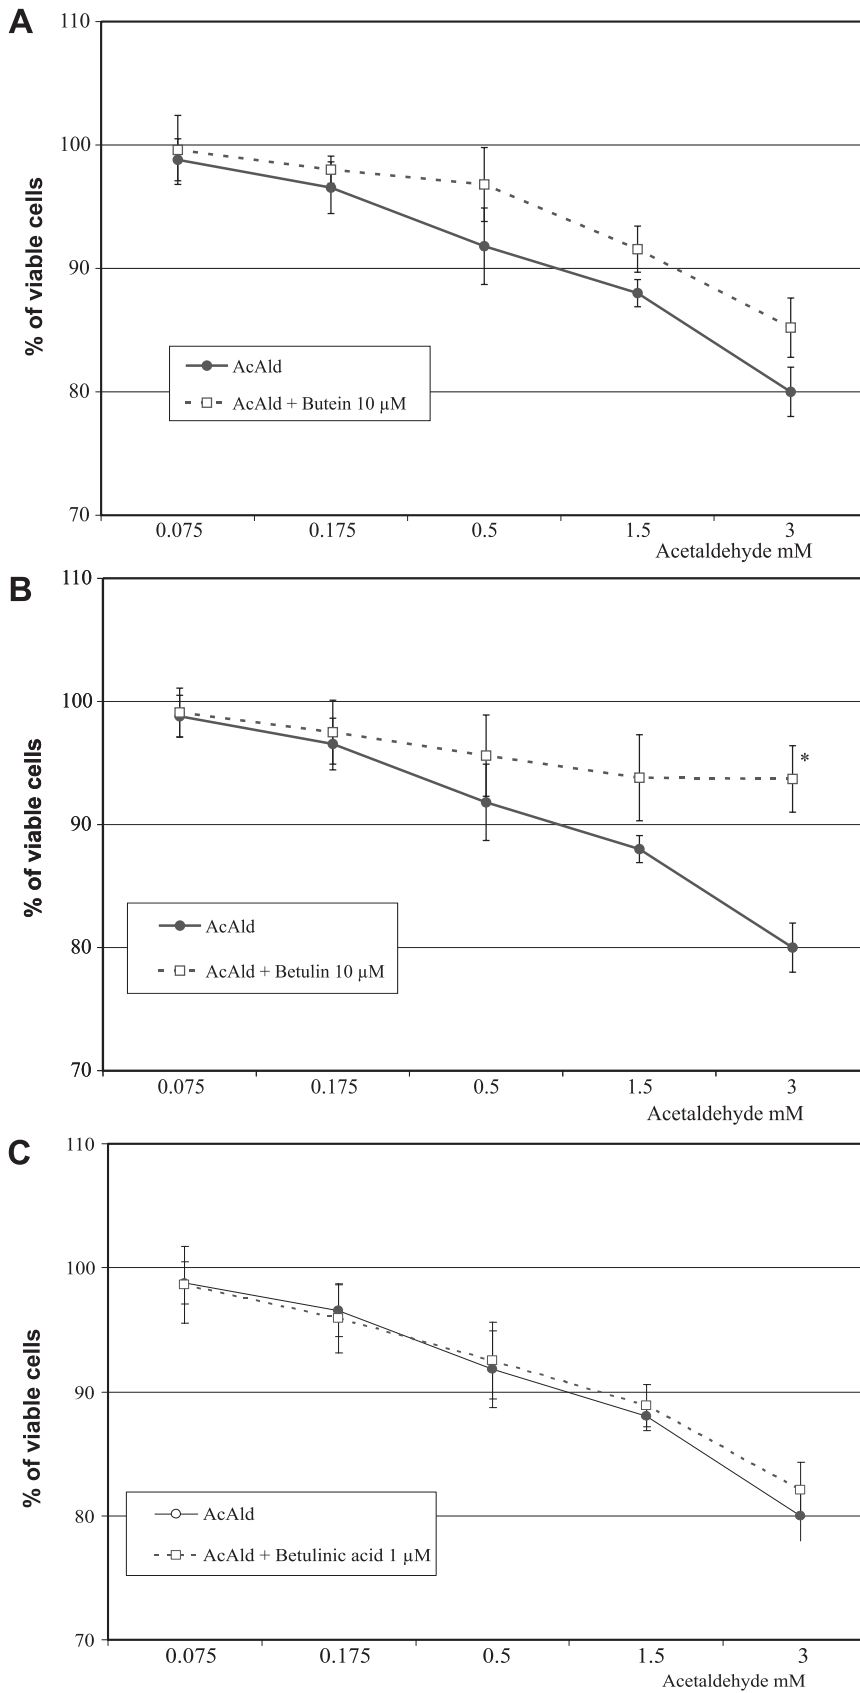 A
110
100
90
80
70
% of viable cells
AcAld
AcAld + Butein 10 µM
0.075 0.175 0.5 1.5 3
Acetaldehyde mM
B
110
100
90
80
70
% of viable cells
*
AcAld
AcAld + Betulin 10 µM
0.075 0.175 0.5 1.5 3
Acetaldehyde mM
C
110
100
90
80
70
% of viable cells
AcAld
AcAld + Betulinic acid 1 µM
0.075 0.175 0.5 1.5 3
Acetaldehyde mM